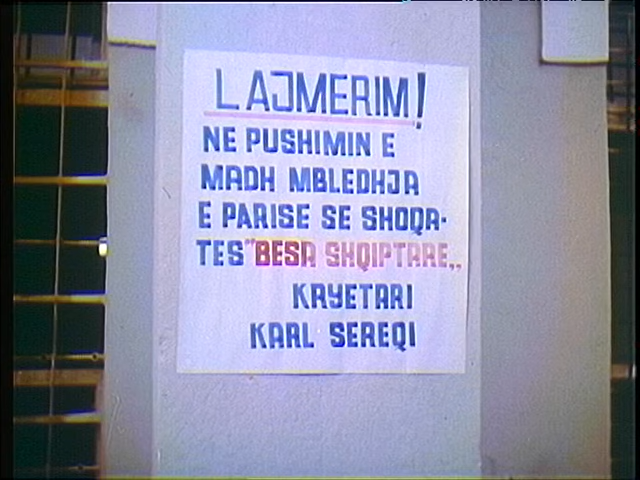 LAJMERIM!
NE PUSHIMIN E
MADH MBLEDHJA
E PARISE SE SHOQA-
TES "BESA SHQIPTARE„
KRYETARI
KARL SEREQI